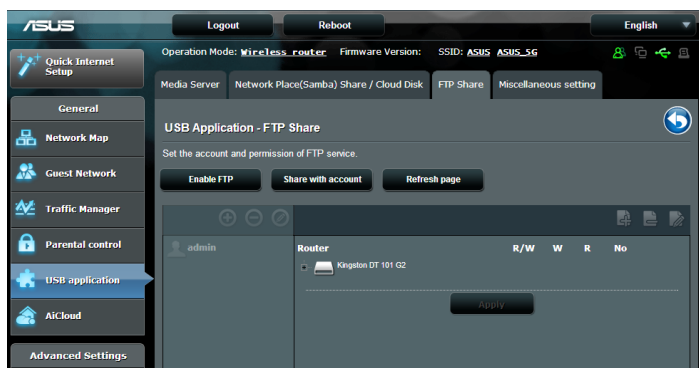 ASUS
Logout
Reboot
English
Quick Internet Setup
Operation Mode: Wireless router Firmware Version: SSID: ASUS ASUS_5G
Media Server
Network Place(Samba) Share / Cloud Disk
FTP Share
Miscellaneous setting
General
Network Map
Guest Network
Traffic Manager
Parental control
USB application
AiCloud
Advanced Settings
USB Application - FTP Share
Set the account and permission of FTP service.
Enable FTP
Share with account
Refresh page
admin
Router R/W W R No
Kingston DT 101 G2
Apply